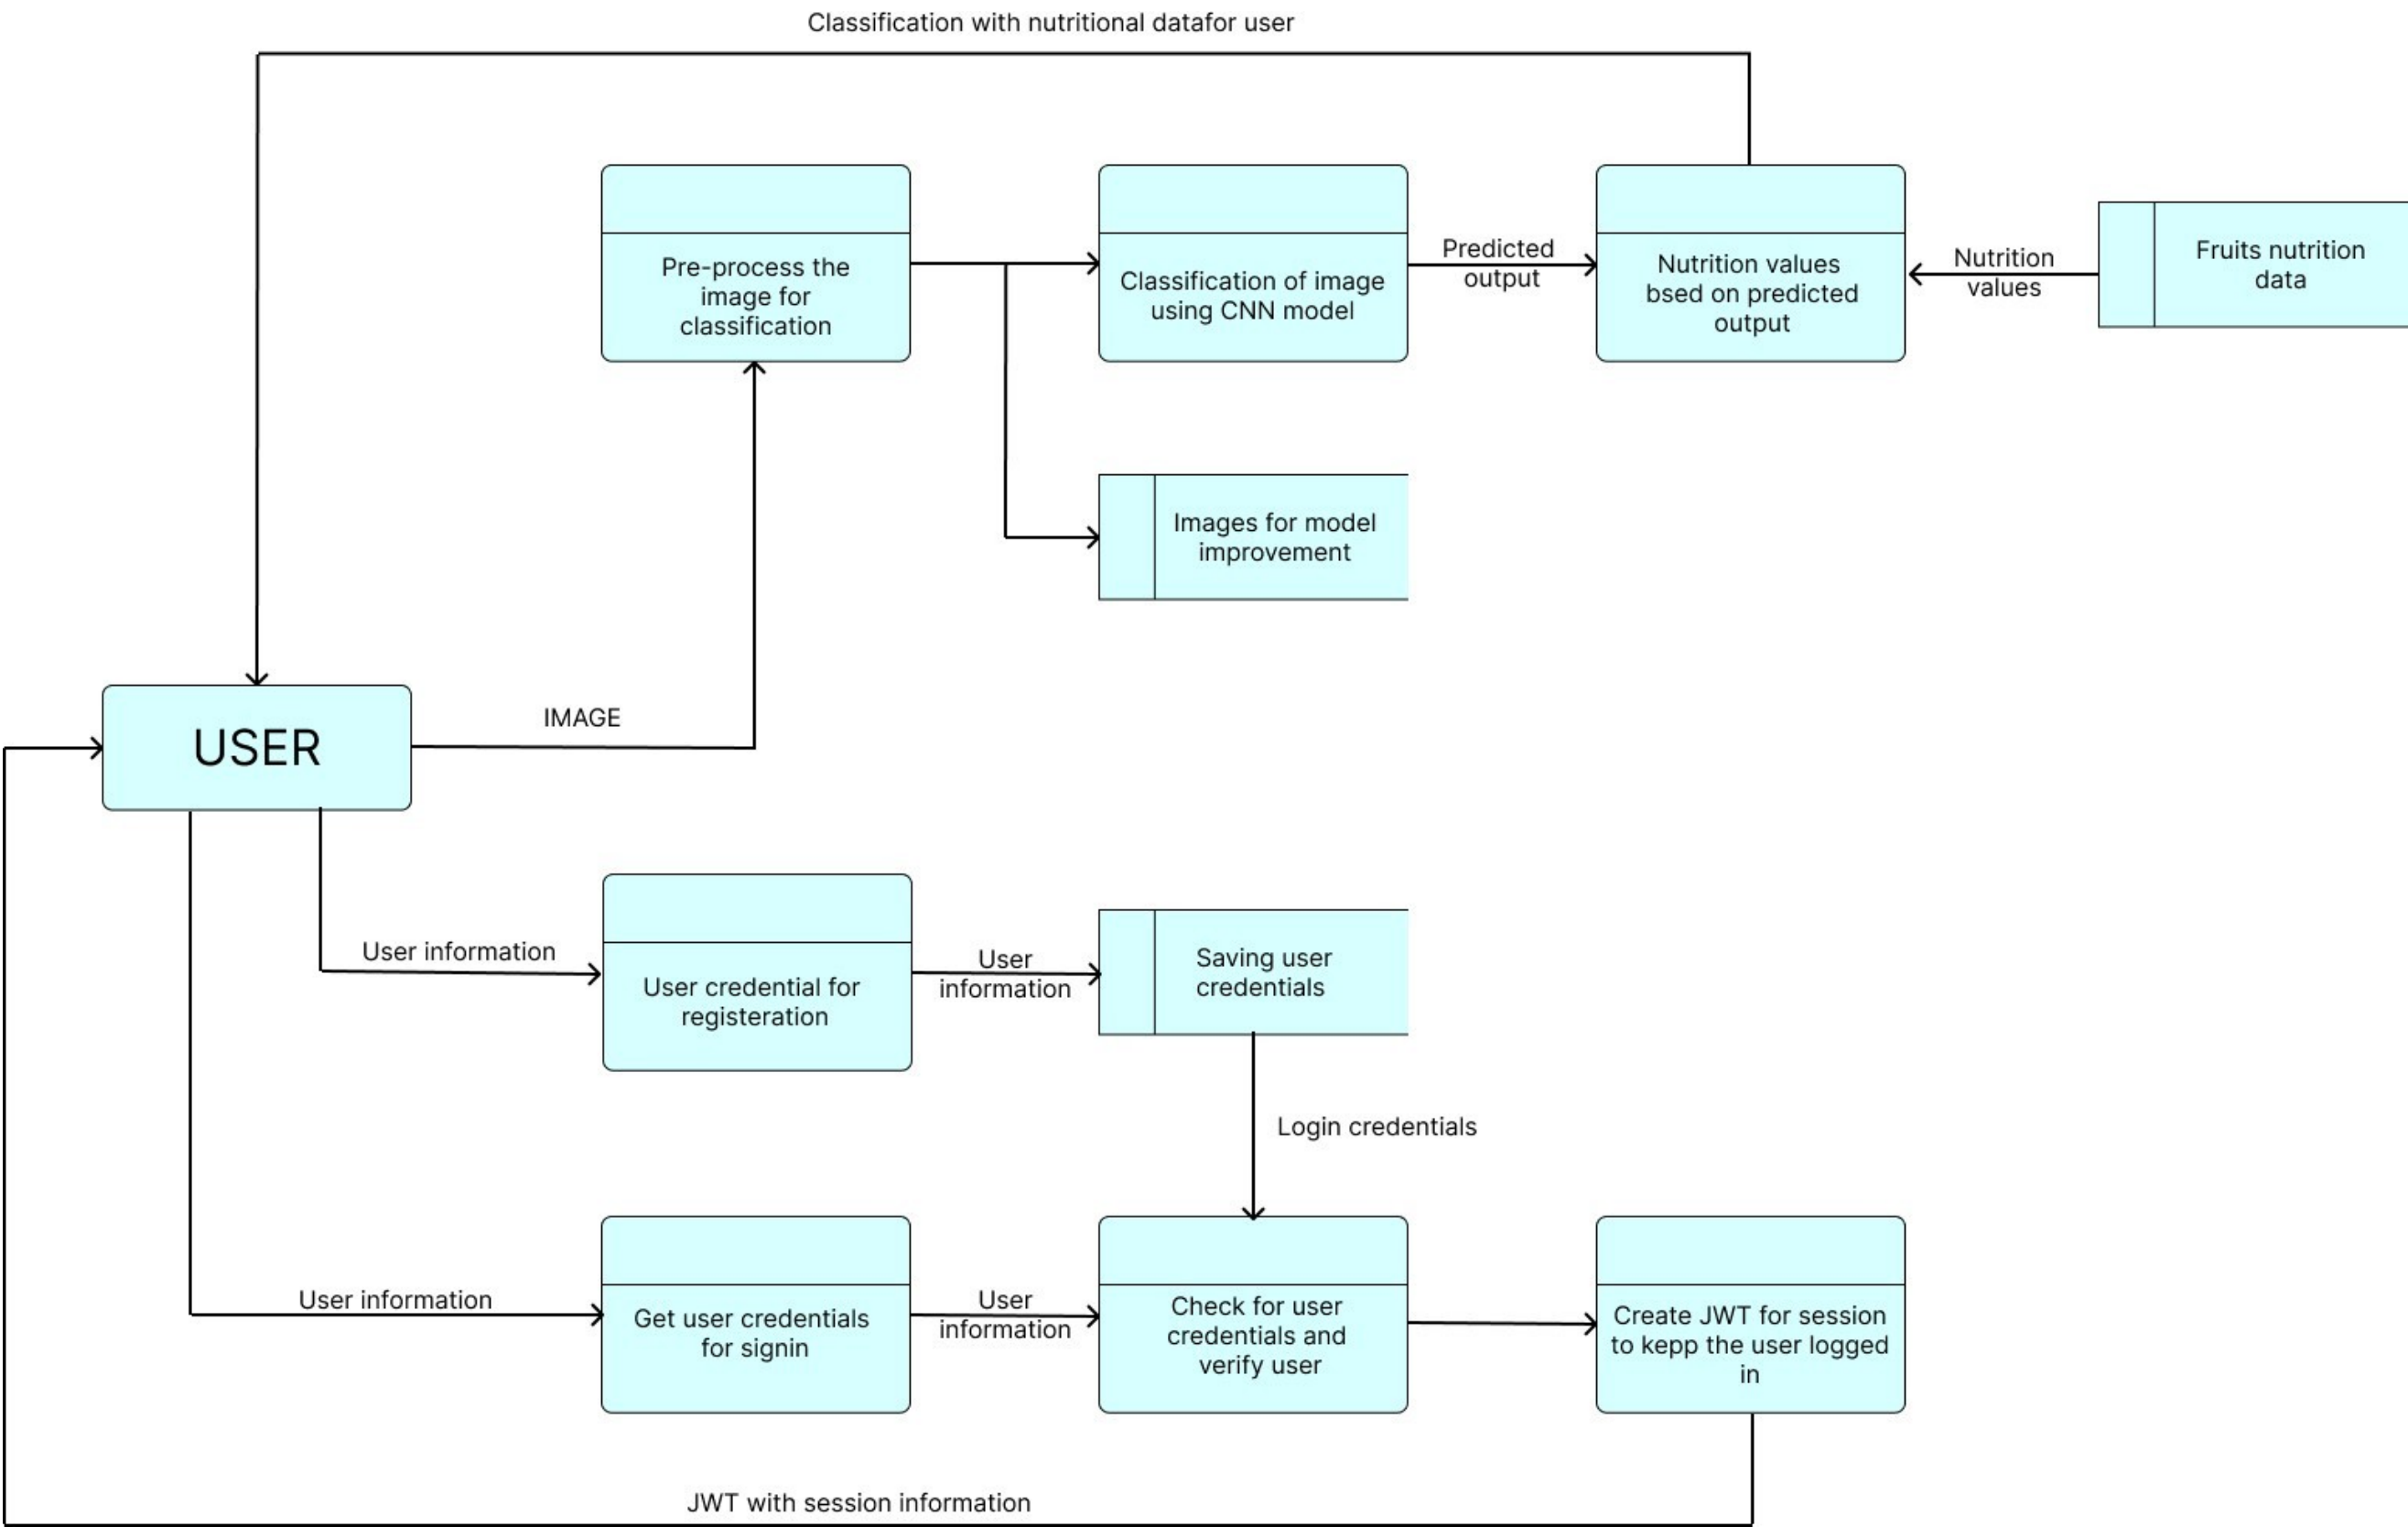 Classification with nutritional datafor user
Pre-process the
image for
classification
Classification of image
using CNN model
Predicted
output
Nutrition values
bsed on predicted
output
Nutrition
values
Fruits nutrition
data
Images for model
improvement
USER
IMAGE
User information
User credential for
registeration
User
information
Saving user
credentials
Login credentials
User information
Get user credentials
for signin
User
information
Check for user
credentials and
verify user
Create JWT for session
to kepp the user logged
in
JWT with session information